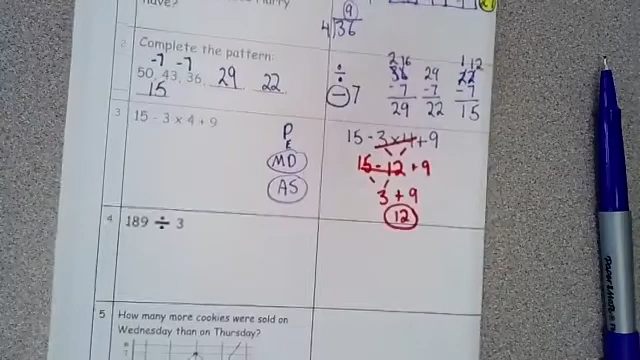 have?
9
4 36
2 Complete the pattern:
-7 -7
50, 43, 36, 29 22
15
÷
- 7
2 16
36
-7
29
29
-7
22
1 12
22
-7
15
3 15 - 3 x 4 + 9
P
E
MD
AS
15 - 3 x 4 + 9
15 - 12 + 9
3 + 9
12
4 189 ÷ 3
5 How many more cookies were sold on
Wednesday than on Thursday?